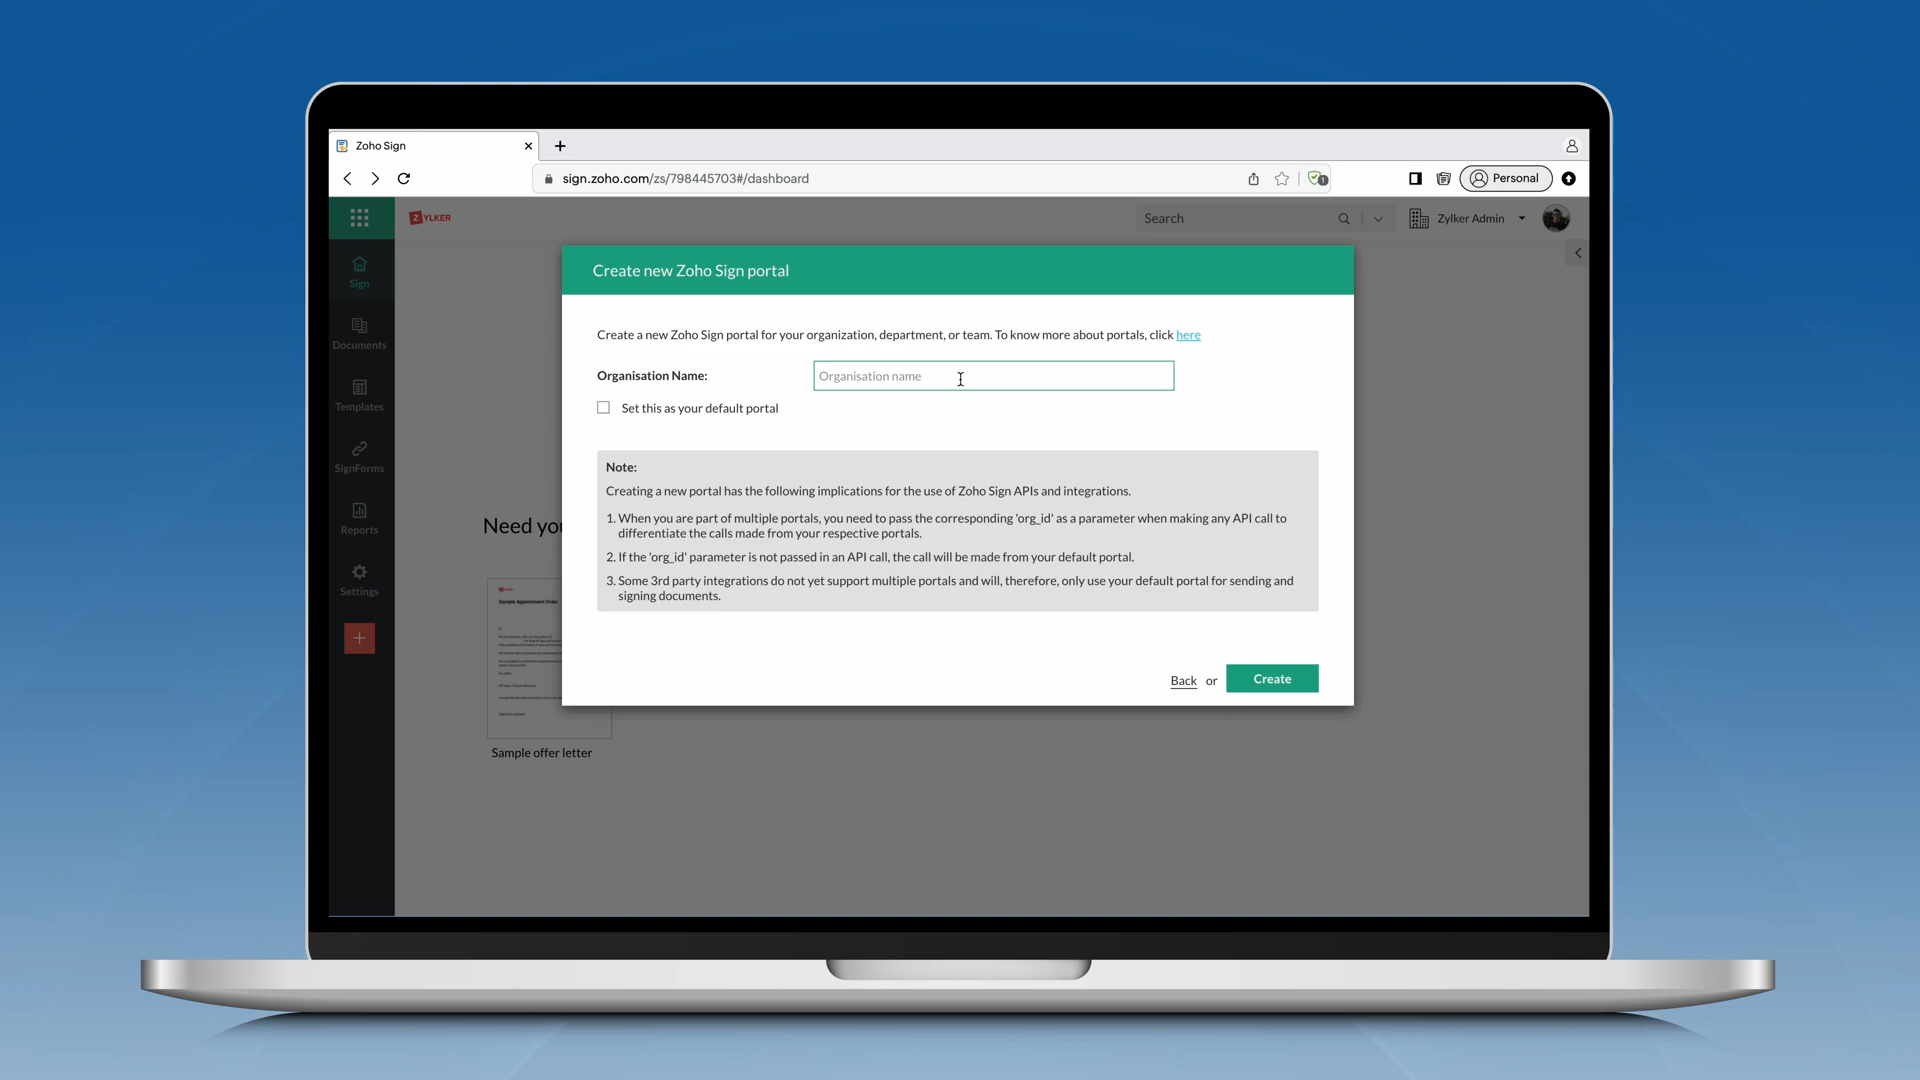 Zoho Sign
sign.zoho.com/zs/798445703#/dashboard
Personal
ZYLKER
Search
Zylker Admin
Sign
Documents
Templates
SignForms
Reports
Settings
Create new Zoho Sign portal
Create a new Zoho Sign portal for your organization, department, or team. To know more about portals, click here
Organisation Name:
Organisation name
Set this as your default portal
Note:
Creating a new portal has the following implications for the use of Zoho Sign APIs and integrations.
1. When you are part of multiple portals, you need to pass the corresponding 'org_id' as a parameter when making any API call to
differentiate the calls made from your respective portals.
2. If the 'org_id' parameter is not passed in an API call, the call will be made from your default portal.
3. Some 3rd party integrations do not yet support multiple portals and will, therefore, only use your default portal for sending and
signing documents.
Back or Create
Need you
Sample Appointment Order
Sample offer letter